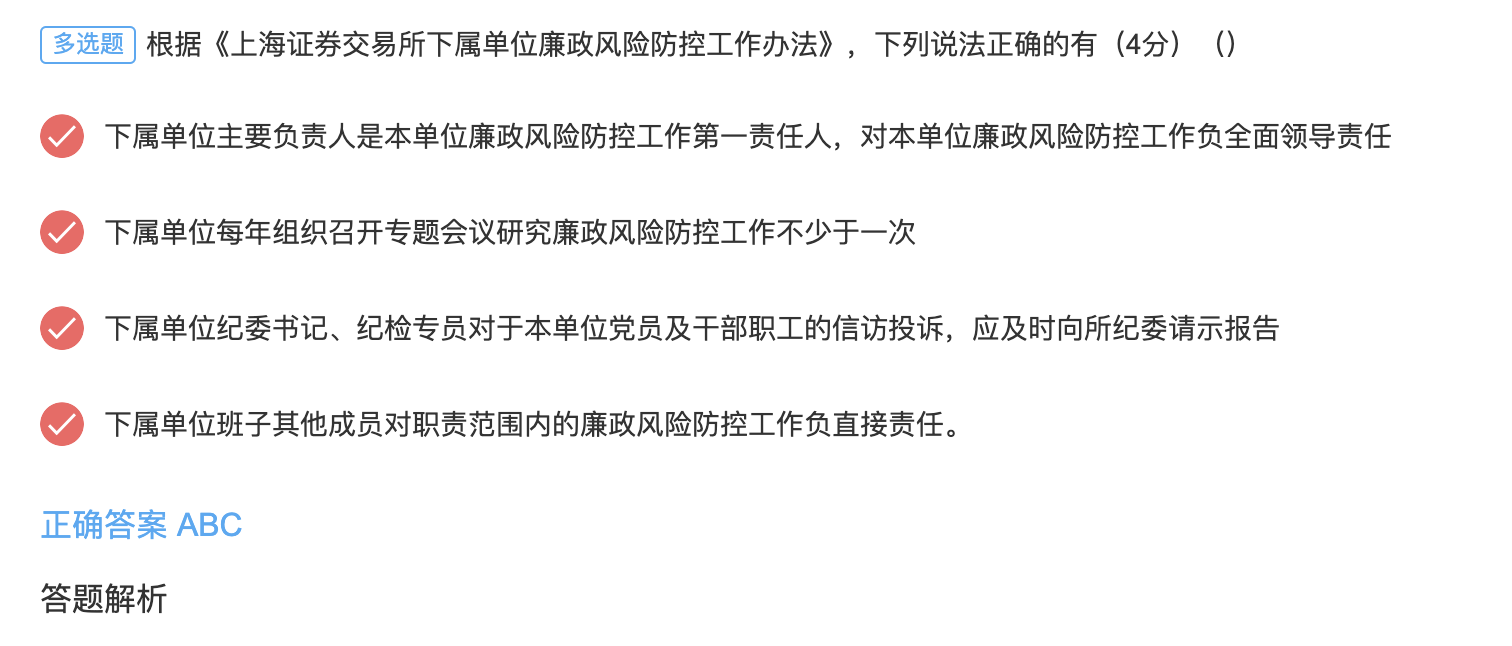 多选题 根据《上海证券交易所下属单位廉政风险防控工作办法》，下列说法正确的有（4分）（）
下属单位主要负责人是本单位廉政风险防控工作第一责任人，对本单位廉政风险防控工作负全面领导责任
下属单位每年组织召开专题会议研究廉政风险防控工作不少于一次
下属单位纪委书记、纪检专员对于本单位党员及干部职工的信访投诉，应及时向所纪委请示报告
下属单位班子其他成员对职责范围内的廉政风险防控工作负直接责任。
正确答案 ABC
答题解析